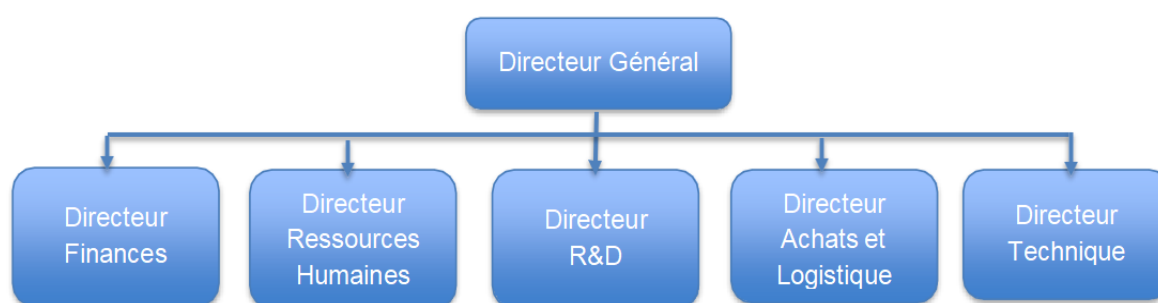 Directeur Général
Directeur
Finances
Directeur
Ressources
Humaines
Directeur
R&D
Directeur
Achats et
Logistique
Directeur
Technique